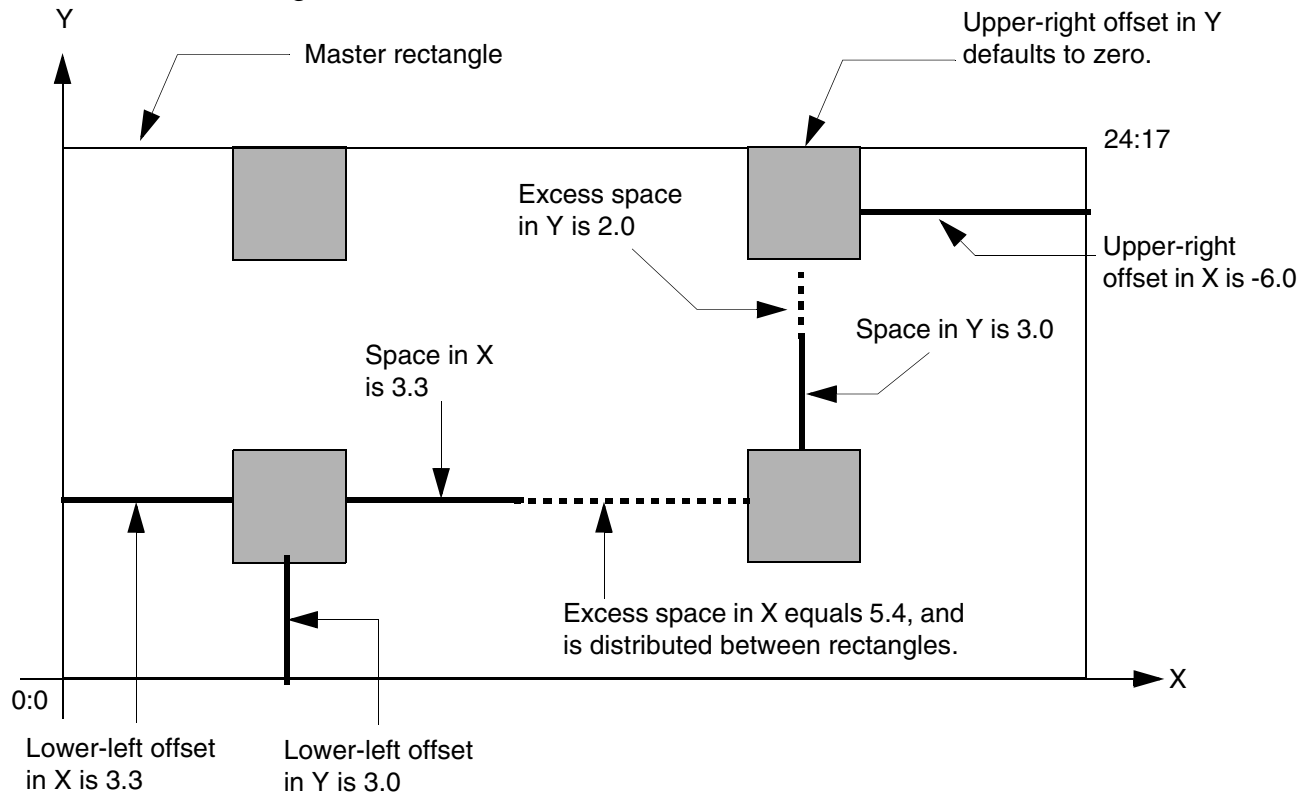 Y
Master rectangle
Upper-right offset in Y
defaults to zero.
24:17
Excess space
in Y is 2.0
Upper-right
offset in X is -6.0
Space in Y is 3.0
Space in X
is 3.3
Excess space in X equals 5.4, and
is distributed between rectangles.
X
0:0
Lower-left offset
in X is 3.3
Lower-left offset
in Y is 3.0